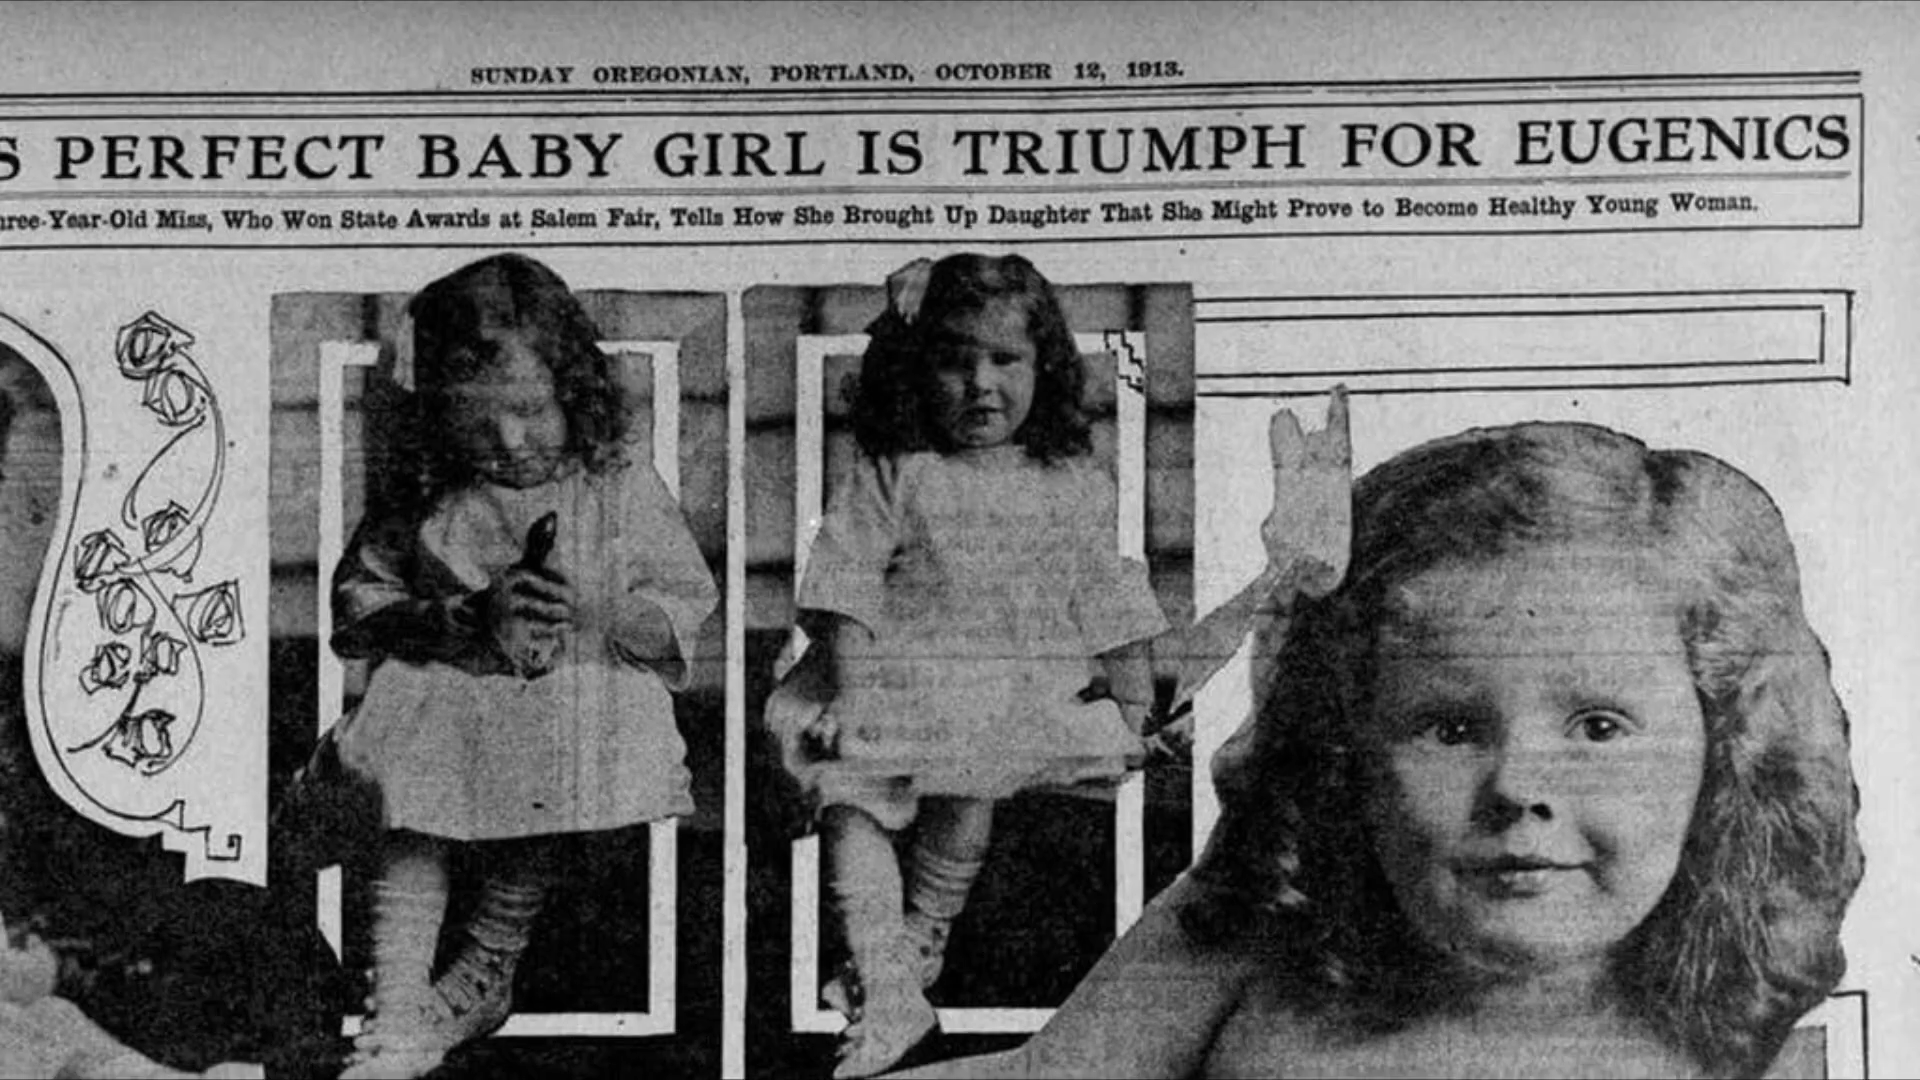 SUNDAY OREGONIAN, PORTLAND, OCTOBER 12, 1913.
S PERFECT BABY GIRL IS TRIUMPH FOR EUGENICS
hree-Year-Old Miss, Who Won State Awards at Salem Fair, Tells How She Brought Up Daughter That She Might Prove to Become Healthy Young Woman.